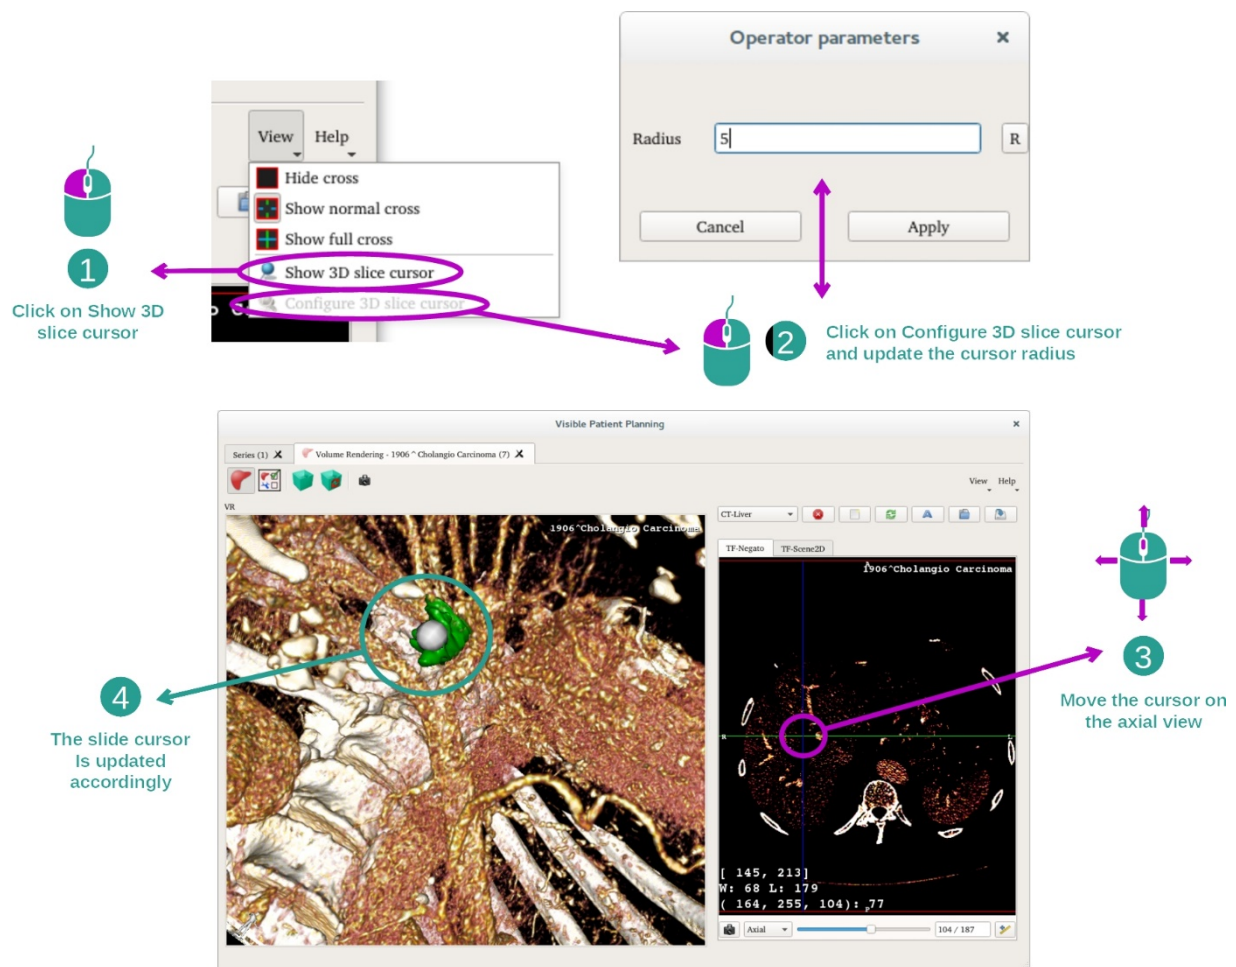 Operator parameters
Radius
5
R
Cancel
Apply
View Help
Hide cross
Show normal cross
Show full cross
Show 3D slice cursor
Configure 3D slice cursor
1
Click on Show 3D
slice cursor
2
Click on Configure 3D slice cursor
and update the cursor radius
Visible Patient Planning
Series (1)
Volume Rendering - 1906 ^ Cholangio Carcinoma (7)
View Help
VR
1906^Cholangio Carcinoma
CT-Liver
TF-Negato TF-Scene2D
A
1906^Cholangio Carcinoma
R
L
[ 145, 213]
W: 68 L: 179
( 164, 255, 104): 77
P
Axial
104 / 187
3
Move the cursor on
the axial view
4
The slide cursor
Is updated
accordingly